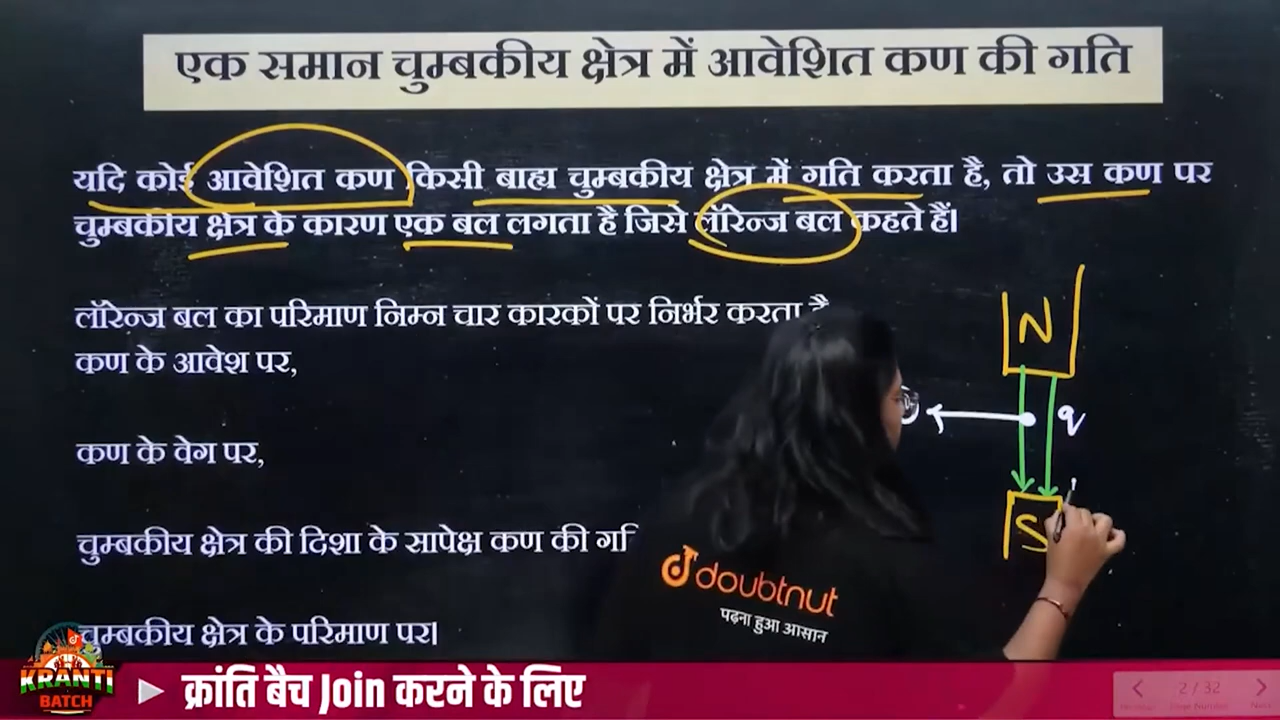 एक समान चुम्बकीय क्षेत्र में आवेशित कण की गति
यदि कोई आवेशित कण किसी बाह्य चुम्बकीय क्षेत्र में गति करता है, तो उस कण पर
चुम्बकीय क्षेत्र के कारण एक बल लगता है जिसे लॉरेन्ज बल कहते हैं।
लॉरेन्ज बल का परिमाण निम्न चार कारकों पर निर्भर करता है
N
कण के आवेश पर,
q
कण के वेग पर,
S
चुम्बकीय क्षेत्र की दिशा के सापेक्ष कण की
doubtnut
पढ़ना हुआ आसान
चुम्बकीय क्षेत्र के परिमाण पर।
KRANTI
BATCH
क्रांति बैच Join करने के लिए
2 / 32